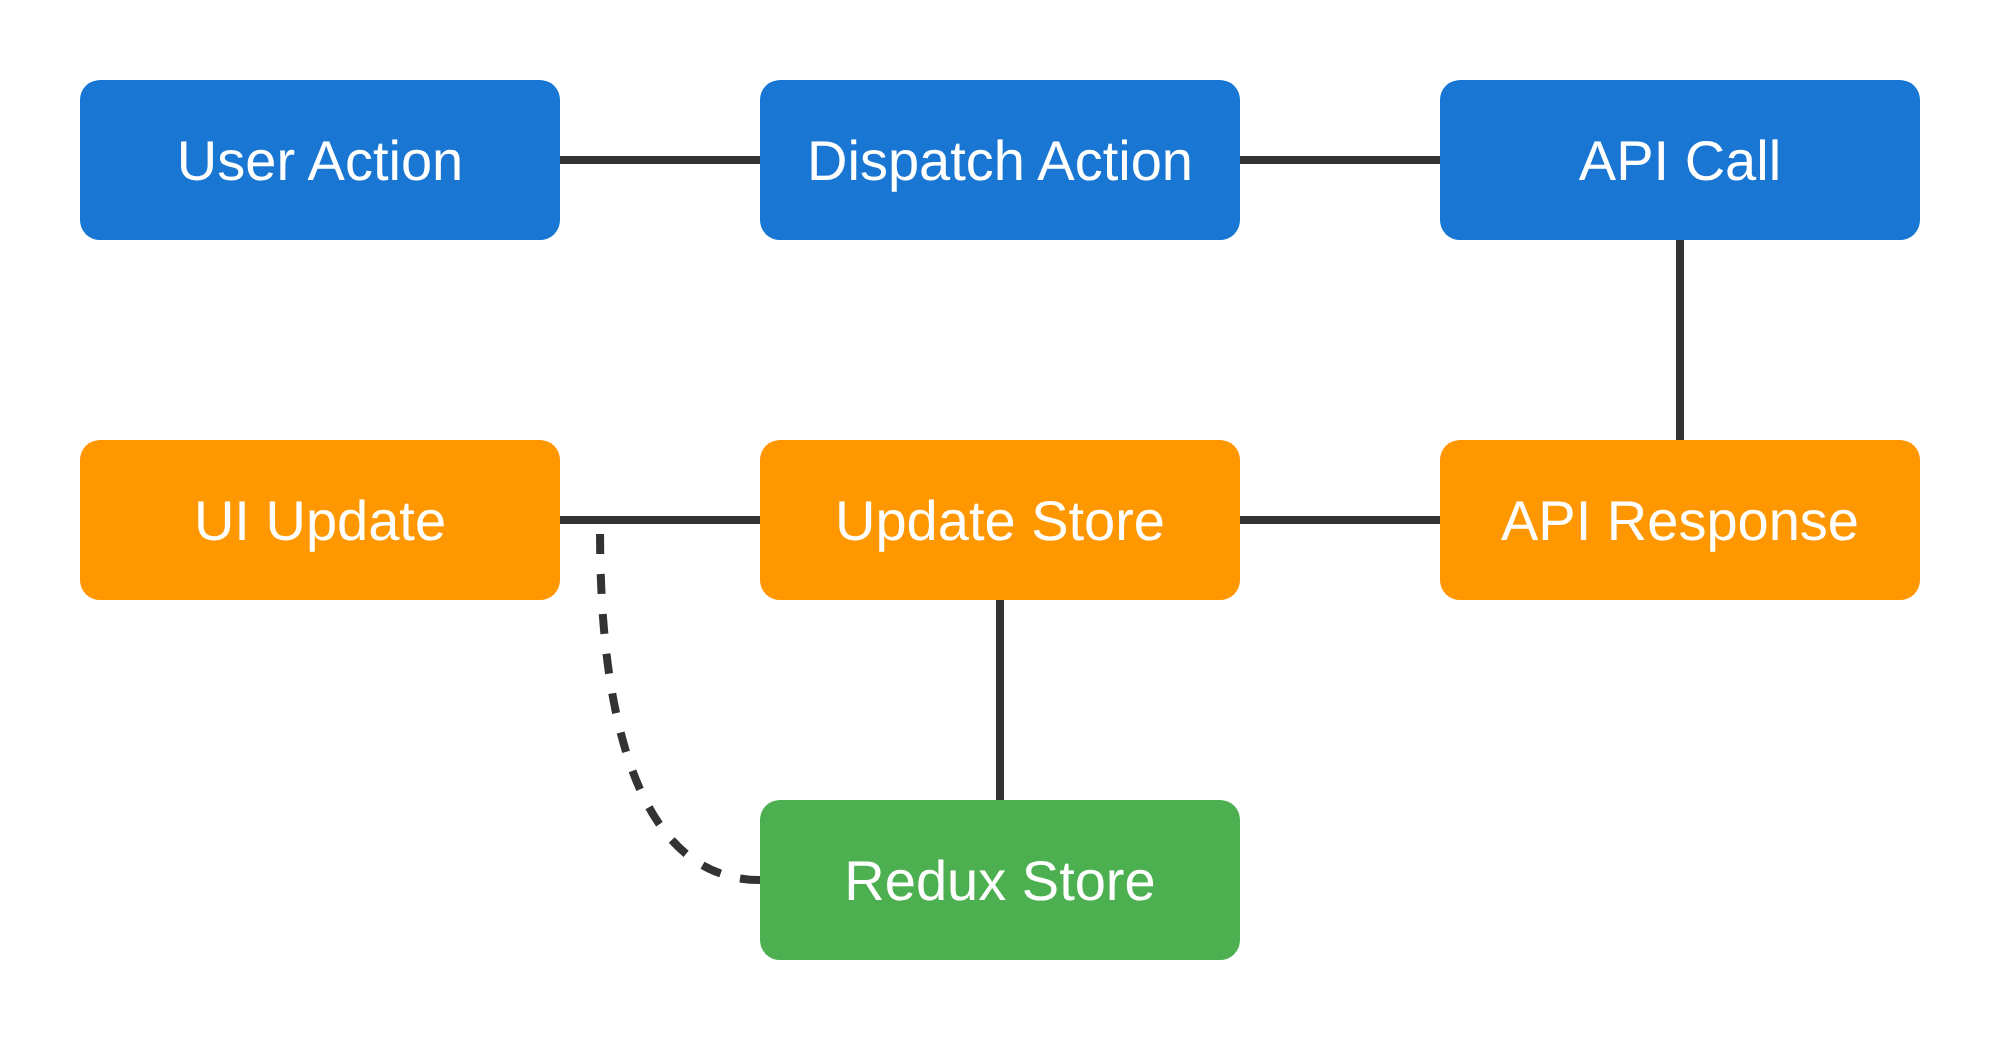 User Action
Dispatch Action
API Call
UI Update
Update Store
API Response
Redux Store